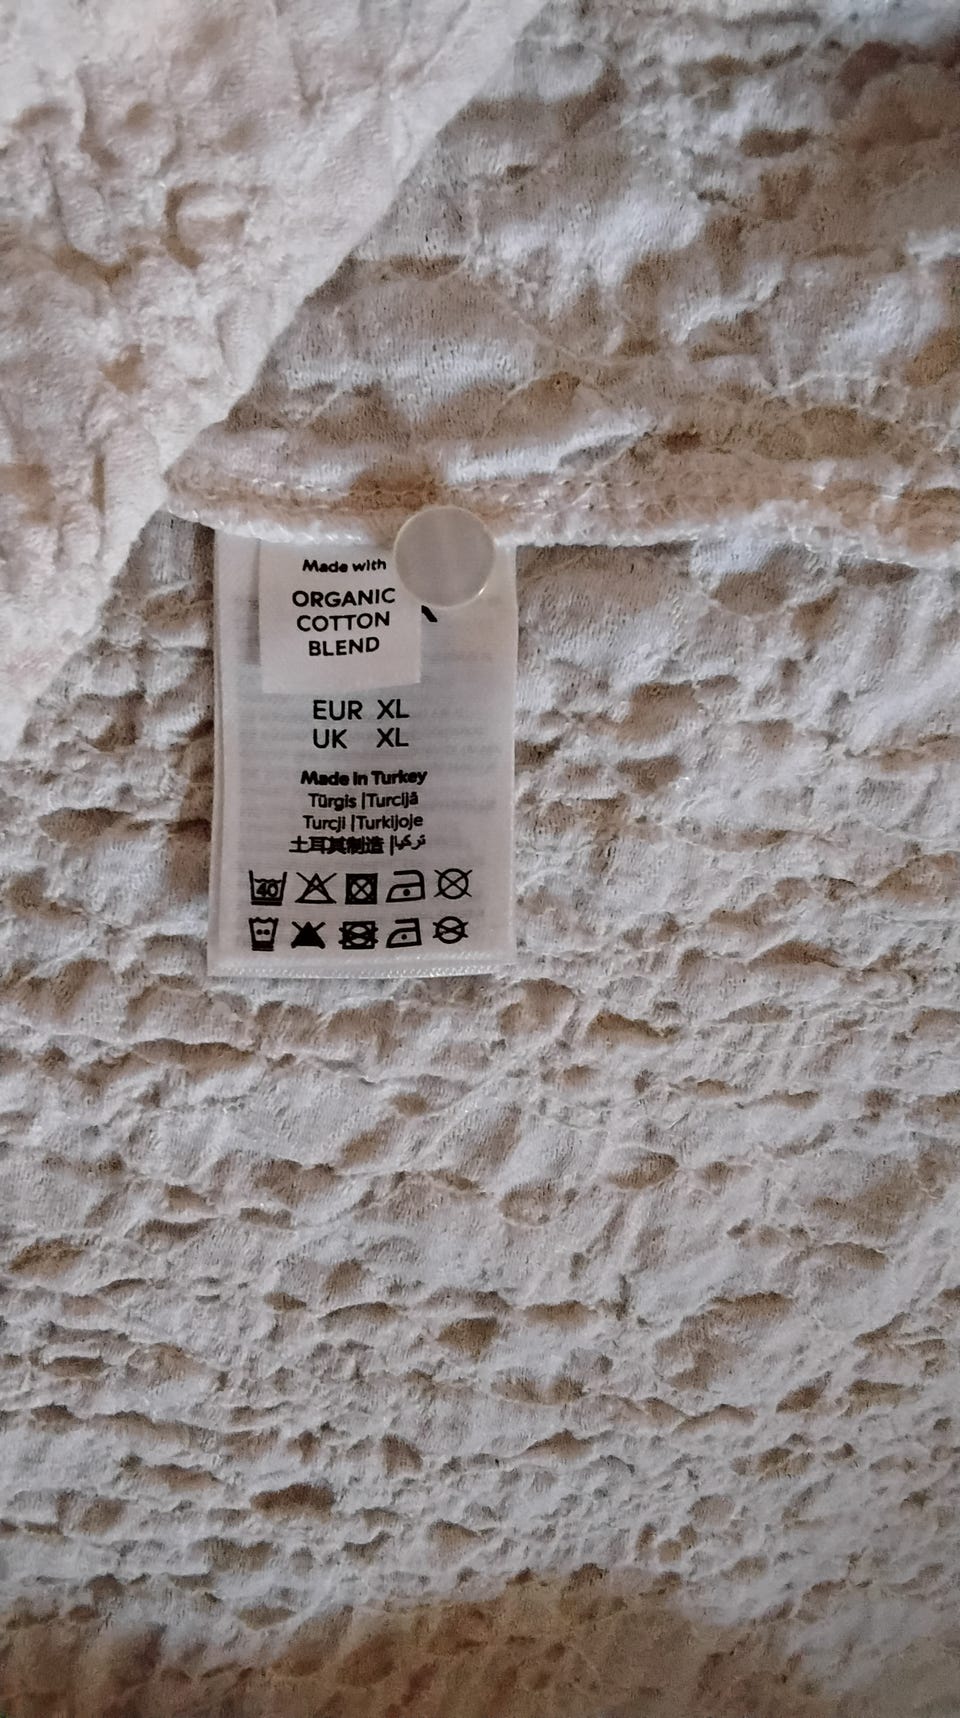 Made with
ORGANIC
COTTON
BLEND
EUR XL
UK XL
Made in Turkey
Türgis |Turcijā
Turcji |Turkijoje
土耳其制造 |تركيا
40